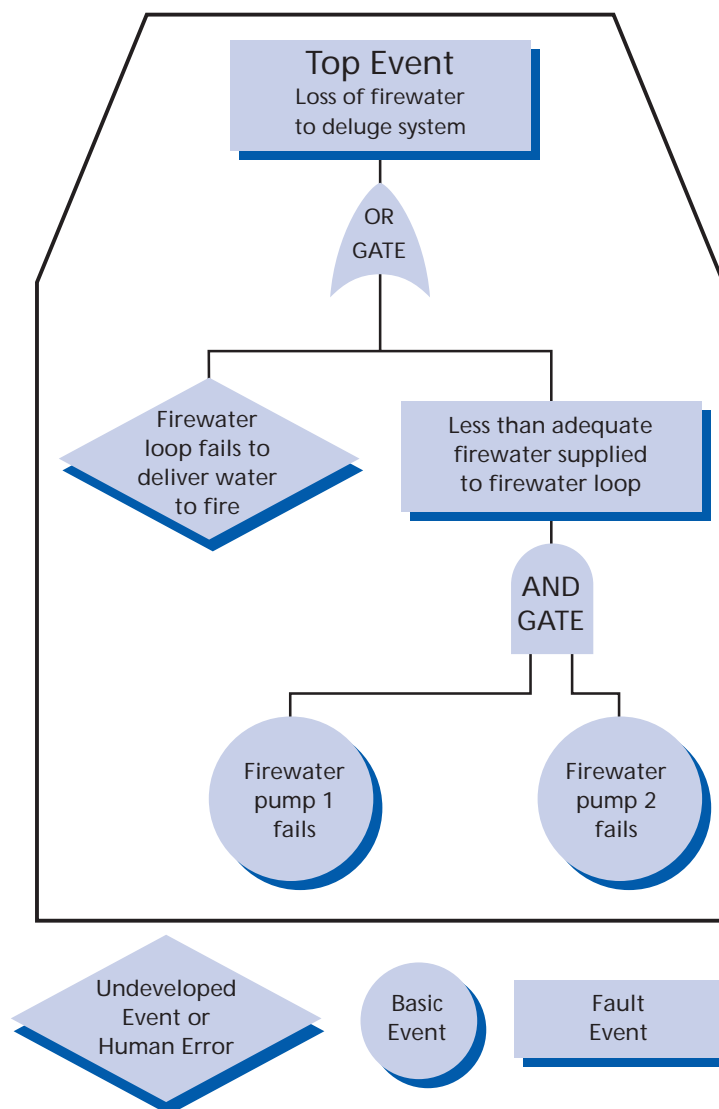 Top Event
Loss of firewater
to deluge system
OR
GATE
Firewater
loop fails to
deliver water
to fire
Less than adequate
firewater supplied
to firewater loop
AND
GATE
Firewater
pump 1
fails
Firewater
pump 2
fails
Undeveloped
Event or
Human Error
Basic
Event
Fault
Event